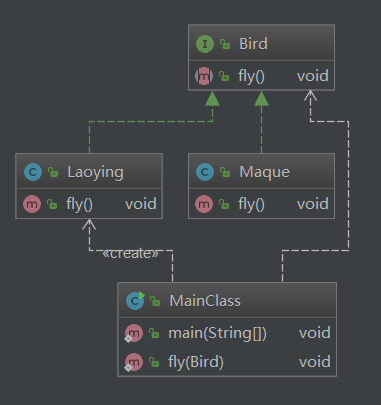 I Bird
m fly() void
C Laoying
m fly() void
C Maque
m fly() void
«create»
C MainClass
m main(String[]) void
m fly(Bird) void